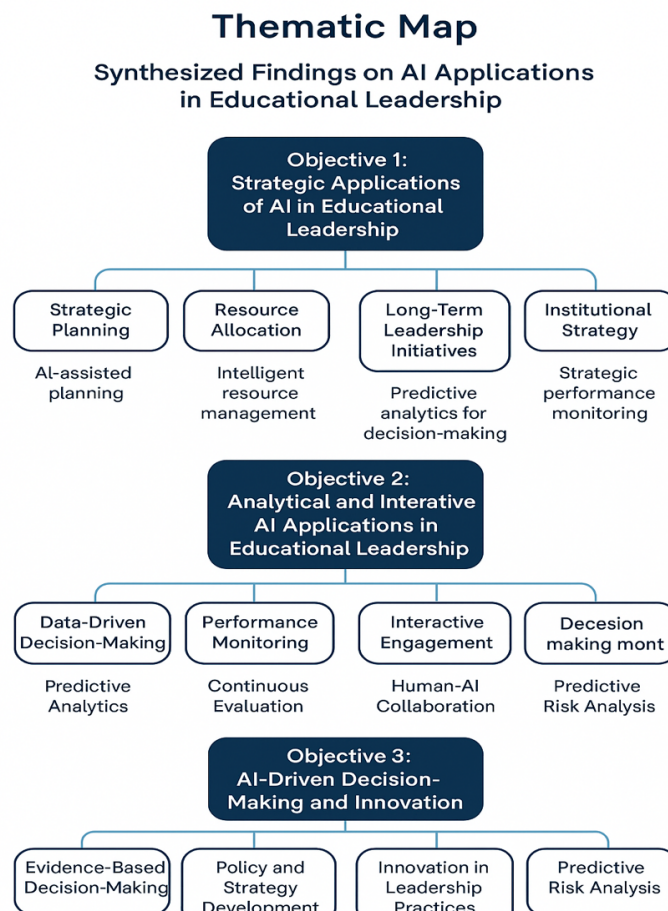 Thematic Map
Synthesized Findings on AI Applications
in Educational Leadership
Objective 1:
Strategic Applications
of AI in Educational
Leadership
Strategic
Planning
AI-assisted
planning
Resource
Allocation
Intelligent
resource
management
Long-Term
Leadership
Initiatives
Predictive
analytics for
decision-making
Institutional
Strategy
Strategic
performance
monitoring
Objective 2:
Analytical and Interative
AI Applications in
Educational Leadership
Data-Driven
Decision-Making
Predictive
Analytics
Performance
Monitoring
Continuous
Evaluation
Interactive
Engagement
Human-AI
Collaboration
Decesion
making mont
Predictive
Risk Analysis
Objective 3:
AI-Driven Decision-
Making and Innovation
Evidence-Based
Decision-Making
Policy and
Strategy
Development
Innovation in
Leadership
Practices
Predictive
Risk Analysis